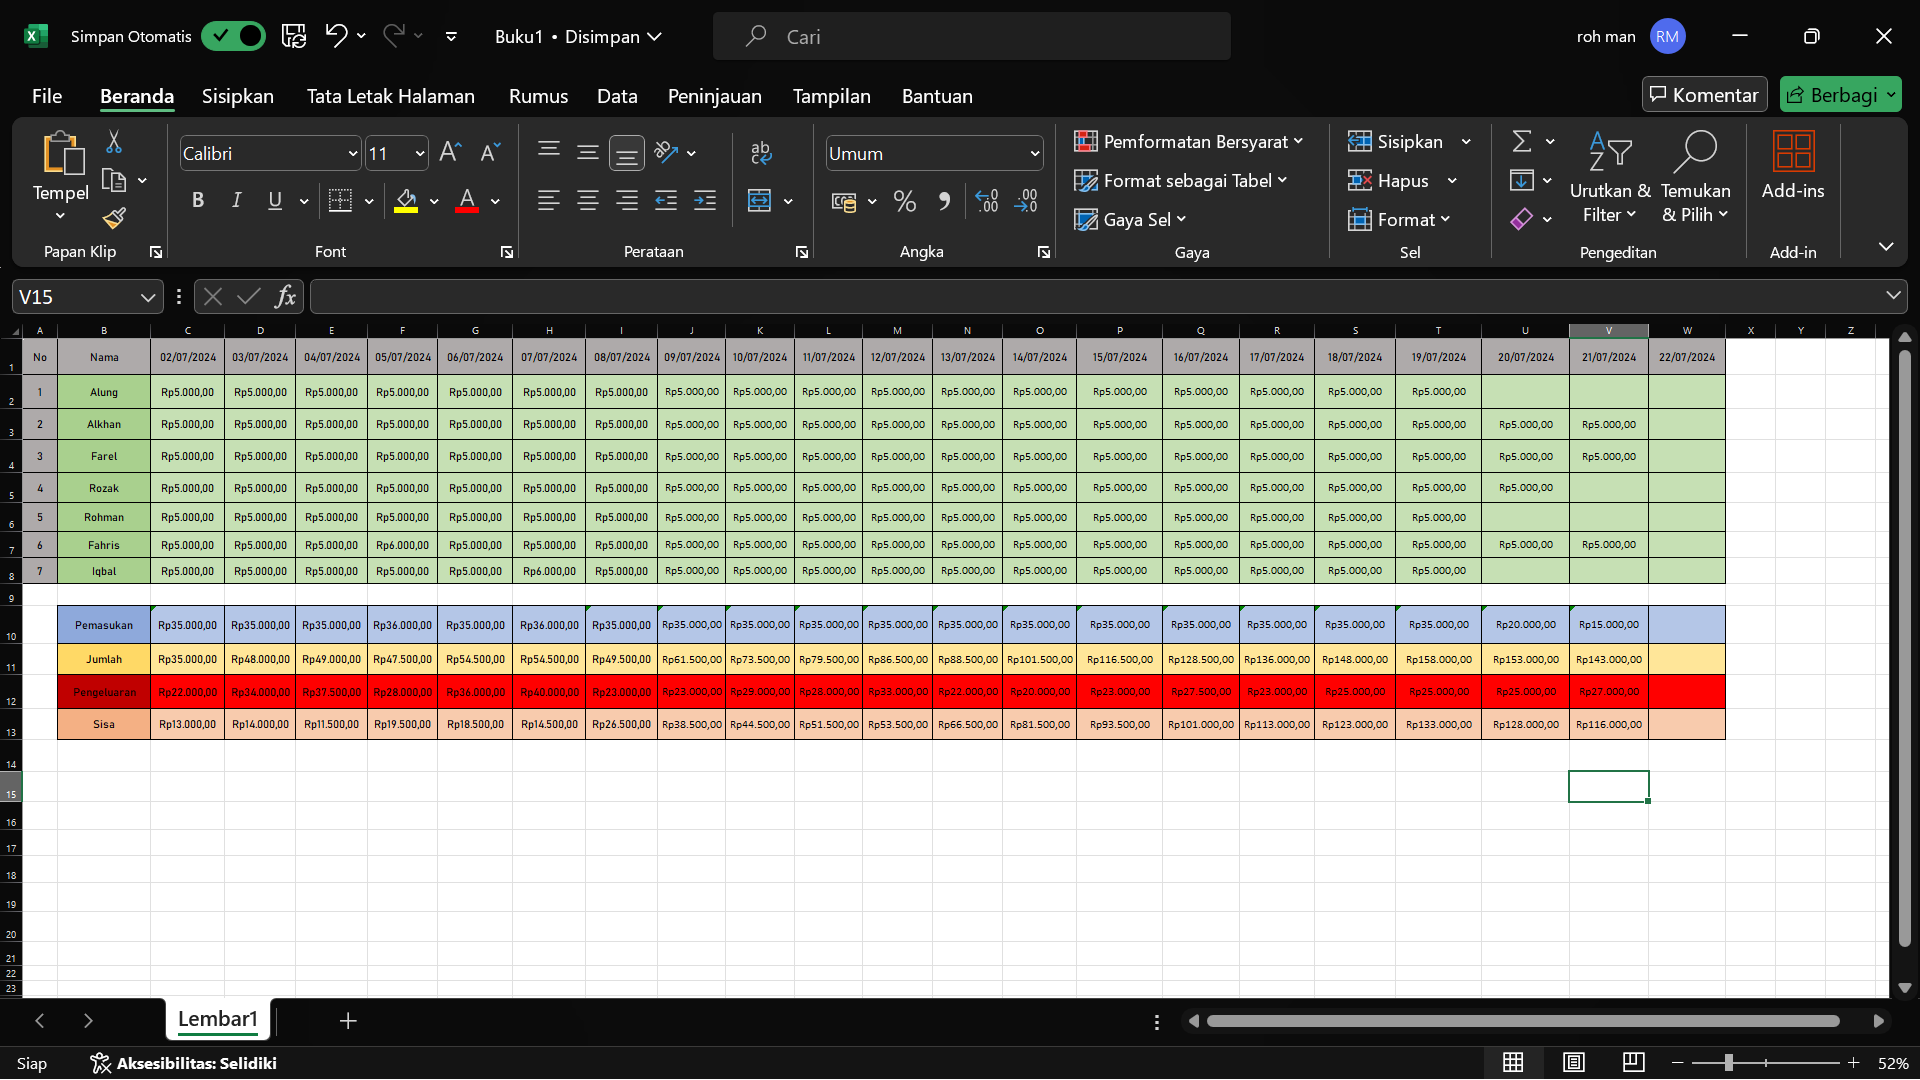 Simpan Otomatis Buku1 • Disimpan Cari roh man RM
File Beranda Sisipkan Tata Letak Halaman Rumus Data Peninjauan Tampilan Bantuan Komentar Berbagi
Tempel Calibri 11 Umum Pemformatan Bersyarat Format sebagai Tabel Gaya Sel Sisipkan Hapus Format Urutkan & Filter Temukan & Pilih Add-ins
Papan Klip Font Perataan Angka Gaya Sel Pengeditan Add-in
V15 fx
A B C D E F G H I J K L M N O P Q R S T U V W X Y Z
1 No Nama 02/07/2024 03/07/2024 04/07/2024 05/07/2024 06/07/2024 07/07/2024 08/07/2024 09/07/2024 10/07/2024 11/07/2024 12/07/2024 13/07/2024 14/07/2024 15/07/2024 16/07/2024 17/07/2024 18/07/2024 19/07/2024 20/07/2024 21/07/2024 22/07/2024
2 1 Alung Rp5.000,00 Rp5.000,00 Rp5.000,00 Rp5.000,00 Rp5.000,00 Rp5.000,00 Rp5.000,00 Rp5.000,00 Rp5.000,00 Rp5.000,00 Rp5.000,00 Rp5.000,00 Rp5.000,00 Rp5.000,00 Rp5.000,00 Rp5.000,00 Rp5.000,00 Rp5.000,00
3 2 Alkhan Rp5.000,00 Rp5.000,00 Rp5.000,00 Rp5.000,00 Rp5.000,00 Rp5.000,00 Rp5.000,00 Rp5.000,00 Rp5.000,00 Rp5.000,00 Rp5.000,00 Rp5.000,00 Rp5.000,00 Rp5.000,00 Rp5.000,00 Rp5.000,00 Rp5.000,00 Rp5.000,00 Rp5.000,00 Rp5.000,00
4 3 Farel Rp5.000,00 Rp5.000,00 Rp5.000,00 Rp5.000,00 Rp5.000,00 Rp5.000,00 Rp5.000,00 Rp5.000,00 Rp5.000,00 Rp5.000,00 Rp5.000,00 Rp5.000,00 Rp5.000,00 Rp5.000,00 Rp5.000,00 Rp5.000,00 Rp5.000,00 Rp5.000,00 Rp5.000,00 Rp5.000,00
5 4 Rozak Rp5.000,00 Rp5.000,00 Rp5.000,00 Rp5.000,00 Rp5.000,00 Rp5.000,00 Rp5.000,00 Rp5.000,00 Rp5.000,00 Rp5.000,00 Rp5.000,00 Rp5.000,00 Rp5.000,00 Rp5.000,00 Rp5.000,00 Rp5.000,00 Rp5.000,00 Rp5.000,00 Rp5.000,00
6 5 Rohman Rp5.000,00 Rp5.000,00 Rp5.000,00 Rp5.000,00 Rp5.000,00 Rp5.000,00 Rp5.000,00 Rp5.000,00 Rp5.000,00 Rp5.000,00 Rp5.000,00 Rp5.000,00 Rp5.000,00 Rp5.000,00 Rp5.000,00 Rp5.000,00 Rp5.000,00 Rp5.000,00
7 6 Fahris Rp5.000,00 Rp5.000,00 Rp5.000,00 Rp6.000,00 Rp5.000,00 Rp5.000,00 Rp5.000,00 Rp5.000,00 Rp5.000,00 Rp5.000,00 Rp5.000,00 Rp5.000,00 Rp5.000,00 Rp5.000,00 Rp5.000,00 Rp5.000,00 Rp5.000,00 Rp5.000,00 Rp5.000,00 Rp5.000,00
8 7 Iqbal Rp5.000,00 Rp5.000,00 Rp5.000,00 Rp5.000,00 Rp5.000,00 Rp6.000,00 Rp5.000,00 Rp5.000,00 Rp5.000,00 Rp5.000,00 Rp5.000,00 Rp5.000,00 Rp5.000,00 Rp5.000,00 Rp5.000,00 Rp5.000,00 Rp5.000,00 Rp5.000,00
9
10 Pemasukan Rp35.000,00 Rp35.000,00 Rp35.000,00 Rp36.000,00 Rp35.000,00 Rp36.000,00 Rp35.000,00 Rp35.000,00 Rp35.000,00 Rp35.000,00 Rp35.000,00 Rp35.000,00 Rp35.000,00 Rp35.000,00 Rp35.000,00 Rp35.000,00 Rp35.000,00 Rp35.000,00 Rp20.000,00 Rp15.000,00
11 Jumlah Rp35.000,00 Rp48.000,00 Rp49.000,00 Rp47.500,00 Rp54.500,00 Rp54.500,00 Rp49.500,00 Rp61.500,00 Rp73.500,00 Rp79.500,00 Rp86.500,00 Rp88.500,00 Rp101.500,00 Rp116.500,00 Rp128.500,00 Rp136.000,00 Rp148.000,00 Rp158.000,00 Rp153.000,00 Rp143.000,00
12 Pengeluaran Rp22.000,00 Rp34.000,00 Rp37.500,00 Rp28.000,00 Rp36.000,00 Rp40.000,00 Rp23.000,00 Rp23.000,00 Rp29.000,00 Rp28.000,00 Rp33.000,00 Rp22.000,00 Rp20.000,00 Rp23.000,00 Rp27.500,00 Rp23.000,00 Rp25.000,00 Rp25.000,00 Rp25.000,00 Rp27.000,00
13 Sisa Rp13.000,00 Rp14.000,00 Rp11.500,00 Rp19.500,00 Rp18.500,00 Rp14.500,00 Rp26.500,00 Rp38.500,00 Rp44.500,00 Rp51.500,00 Rp53.500,00 Rp66.500,00 Rp81.500,00 Rp93.500,00 Rp101.000,00 Rp113.000,00 Rp123.000,00 Rp133.000,00 Rp128.000,00 Rp116.000,00
14
15
16
17
18
19
20
21
22
23
Lembar1
Siap Aksesibilitas: Selidiki 52%